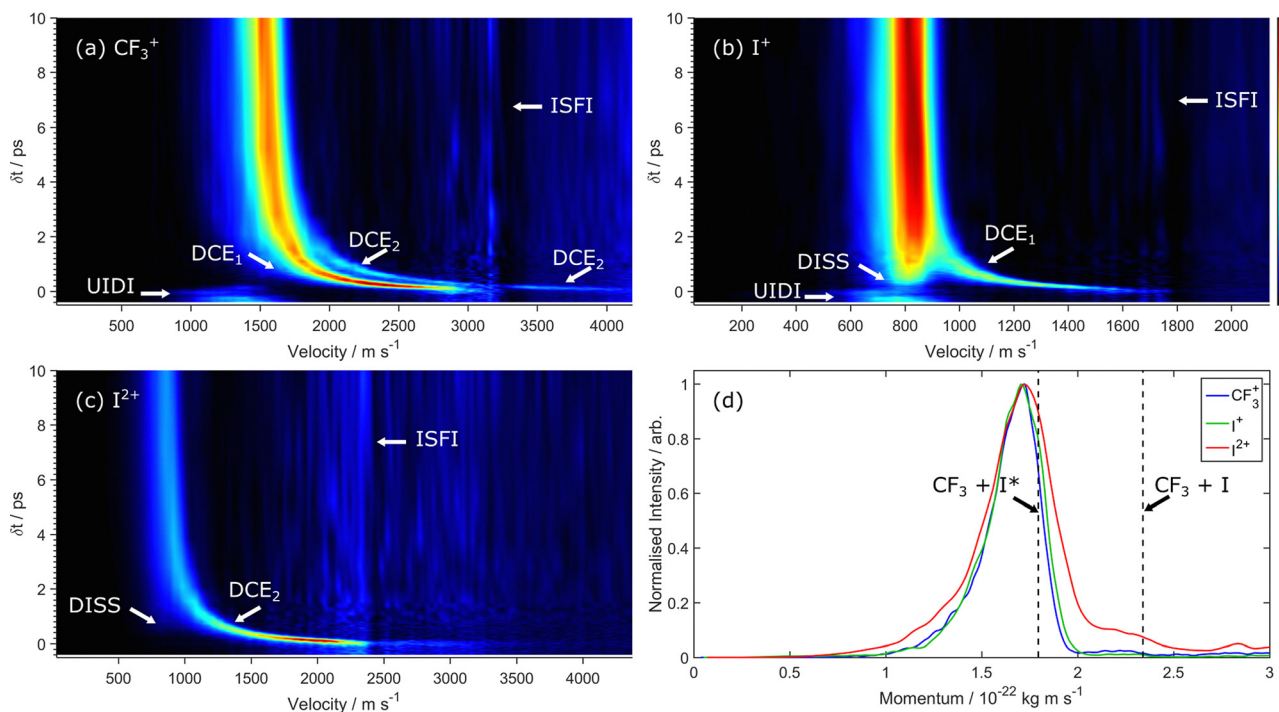 (a) CF₃⁺
10
8
6
4
2
0
δt / ps
ISFI
DCE₂
DCE₁
DCE₂
UIDI
500 1000 1500 2000 2500 3000 3500 4000
Velocity / m s⁻¹
(b) I⁺
10
8
6
4
2
0
δt / ps
ISFI
DCE₁
DISS
UIDI
200 400 600 800 1000 1200 1400 1600 1800 2000
Velocity / m s⁻¹
(c) I²⁺
10
8
6
4
2
0
δt / ps
ISFI
DCE₂
DISS
500 1000 1500 2000 2500 3000 3500 4000
Velocity / m s⁻¹
(d)
1
0.8
0.6
0.4
0.2
0
Normalised Intensity / arb.
CF₃⁺
I⁺
I²⁺
CF₃ + I*
CF₃ + I
0 0.5 1 1.5 2 2.5 3
Momentum / 10⁻²² kg m s⁻¹